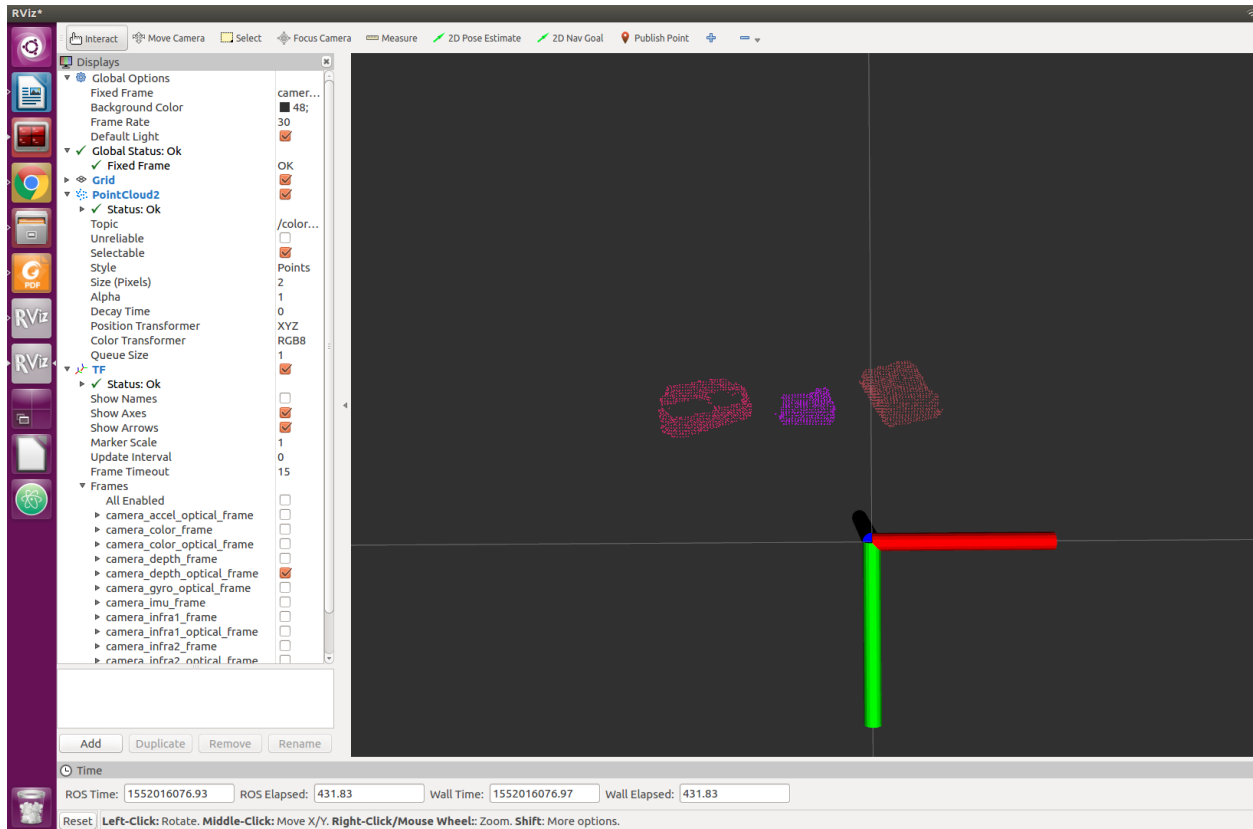 RViz*
Interact Move Camera Select Focus Camera Measure 2D Pose Estimate 2D Nav Goal Publish Point
Displays
Global Options
Fixed Frame camer...
Background Color 48;
Frame Rate 30
Default Light
Global Status: Ok
Fixed Frame OK
Grid
PointCloud2
Status: Ok
Topic /color...
Unreliable
Selectable
Style Points
Size (Pixels) 2
Alpha 1
Decay Time 0
Position Transformer XYZ
Color Transformer RGB8
Queue Size 1
TF
Status: Ok
Show Names
Show Axes
Show Arrows
Marker Scale 1
Update Interval 0
Frame Timeout 15
Frames
All Enabled
camera_accel_optical_frame
camera_color_frame
camera_color_optical_frame
camera_depth_frame
camera_depth_optical_frame
camera_gyro_optical_frame
camera_imu_frame
camera_infra1_frame
camera_infra1_optical_frame
camera_infra2_frame
camera_infra2_optical_frame
PDF
RViz
RViz
Add Duplicate Remove Rename
Time
ROS Time: 1552016076.93 ROS Elapsed: 431.83 Wall Time: 1552016076.97 Wall Elapsed: 431.83
Reset Left-Click: Rotate. Middle-Click: Move X/Y. Right-Click/Mouse Wheel:: Zoom. Shift: More options.